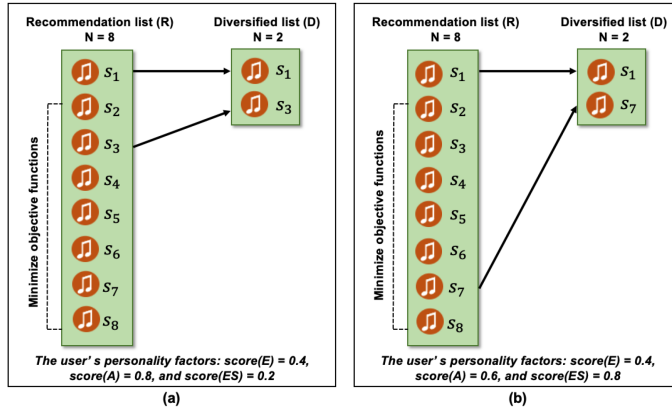 Recommendation list (R)
N = 8
Diversified list (D)
N = 2
s1
s2
s3
s4
s5
s6
s7
s8
s1
s3
Minimize objective functions
The user' s personality factors: score(E) = 0.4,
score(A) = 0.8, and score(ES) = 0.2
(a)
Recommendation list (R)
N = 8
Diversified list (D)
N = 2
s1
s2
s3
s4
s5
s6
s7
s8
s1
s7
Minimize objective functions
The user' s personality factors: score(E) = 0.4,
score(A) = 0.6, and score(ES) = 0.8
(b)